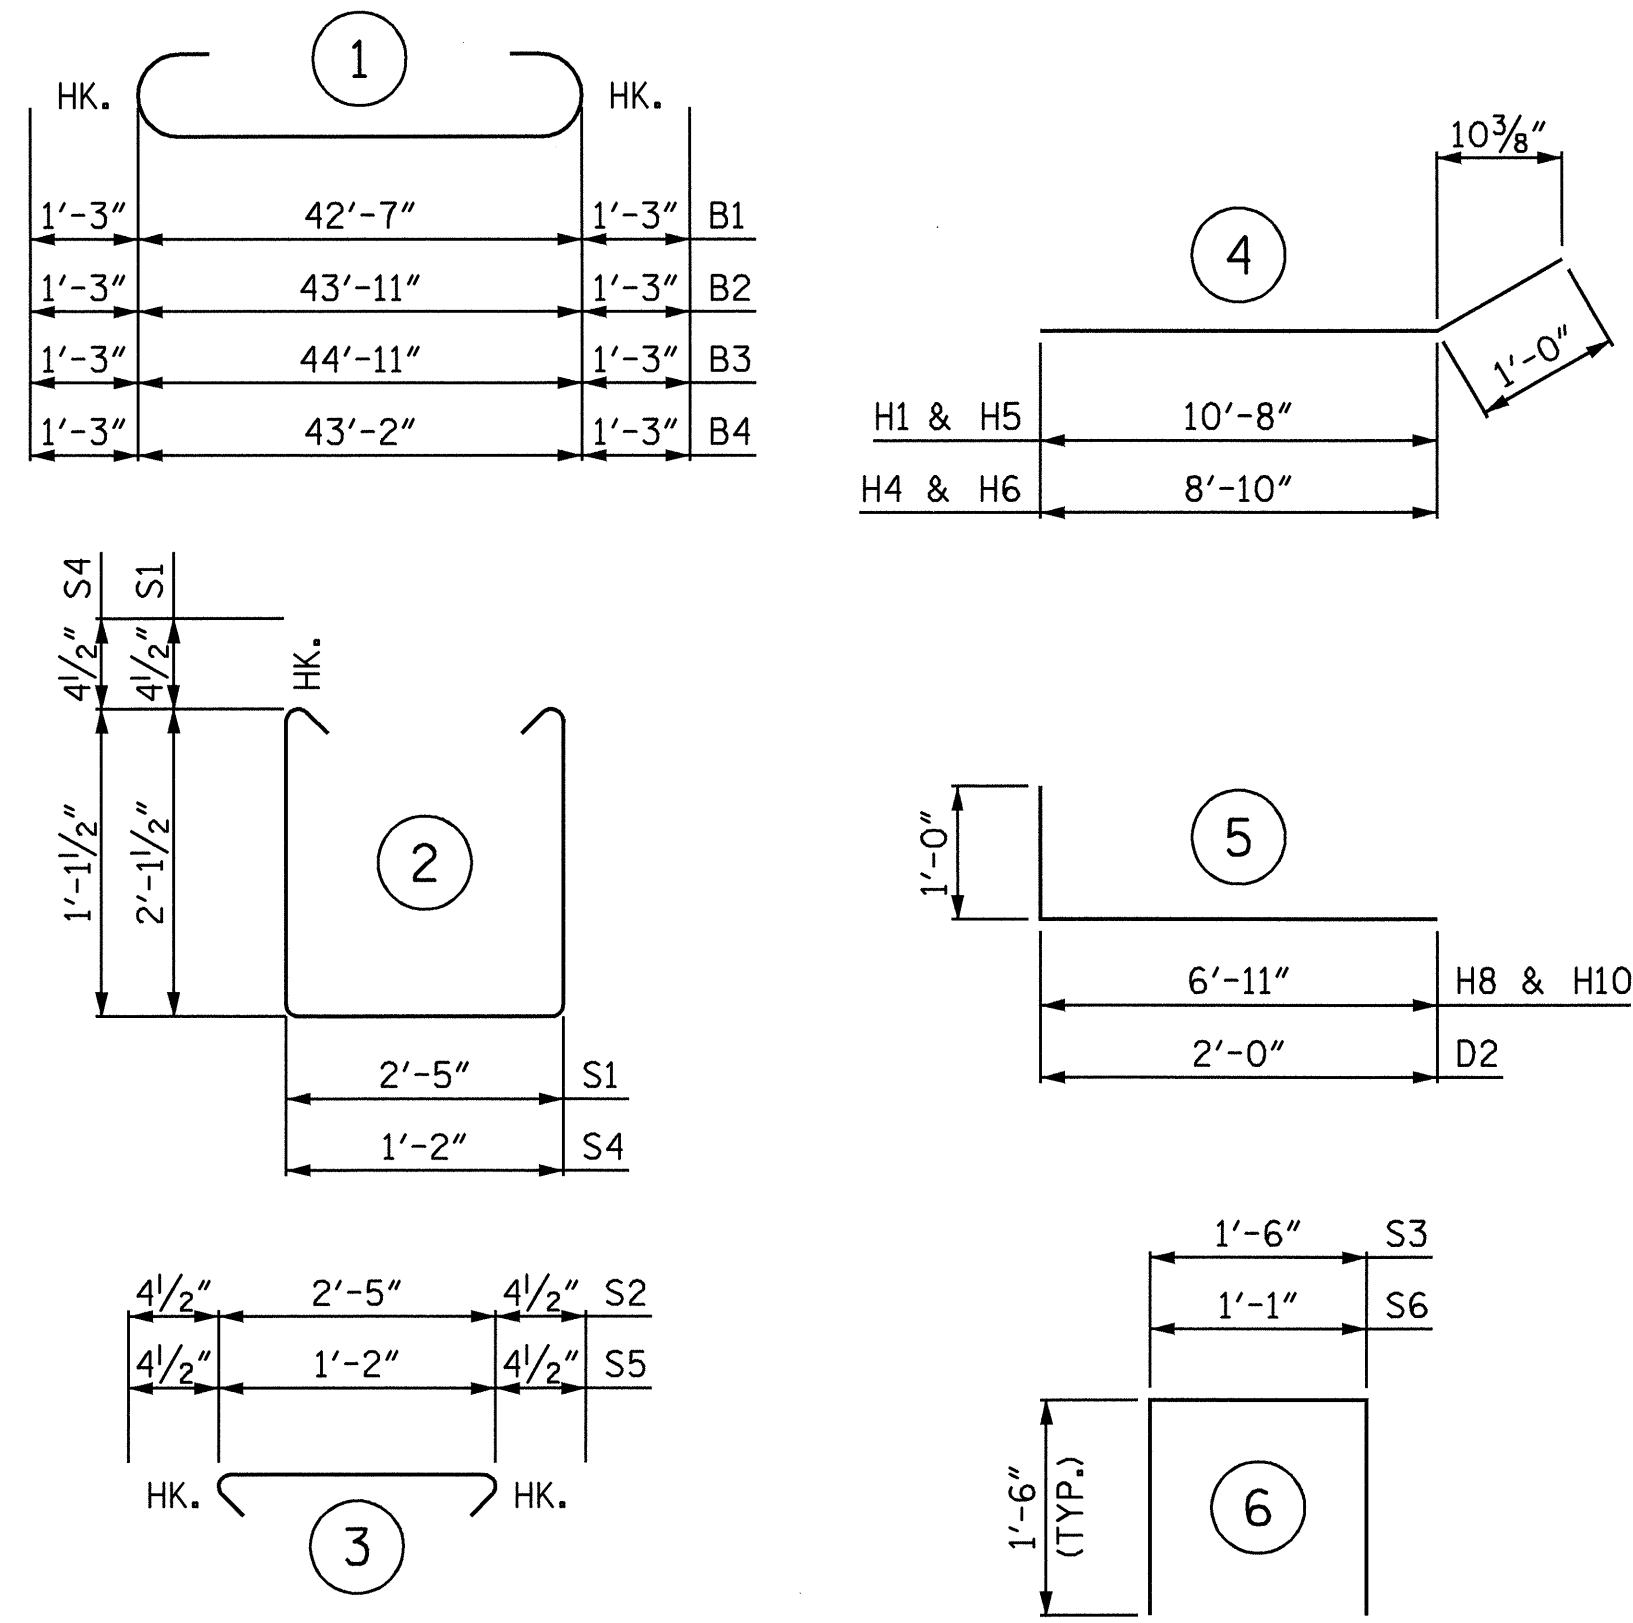 1
HK. HK.
1'-3" 42'-7" 1'-3" B1
1'-3" 43'-11" 1'-3" B2
1'-3" 44'-11" 1'-3" B3
1'-3" 43'-2" 1'-3" B4
10 3/8"
4
1'-0"
H1 & H5 10'-8"
H4 & H6 8'-10"
S4 S1
4 1/2" 4 1/2" HK.
1'-1 1/2" 2'-1 1/2"
2
2'-5" S1
1'-2" S4
5
1'-0"
6'-11" H8 & H10
2'-0" D2
4 1/2" 2'-5" 4 1/2" S2
4 1/2" 1'-2" 4 1/2" S5
HK. HK.
3
1'-6" S3
1'-1" S6
1'-6"
(TYP.)
6